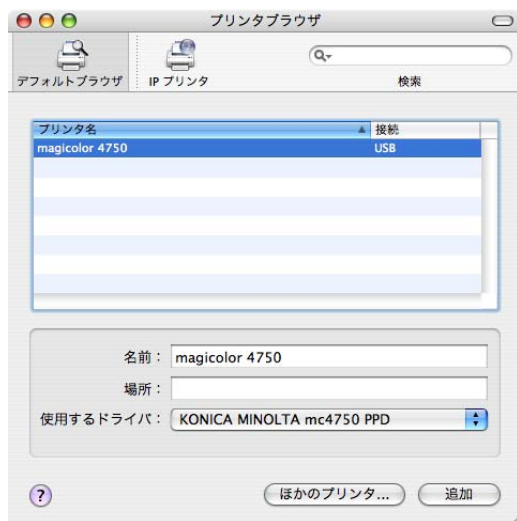 プリンタブラウザ
デフォルトブラウザ IP プリンタ 検索
プリンタ名 接続
magicolor 4750 USB
名前： magicolor 4750
場所：
使用するドライバ： KONICA MINOLTA mc4750 PPD
? ほかのプリンタ... 追加